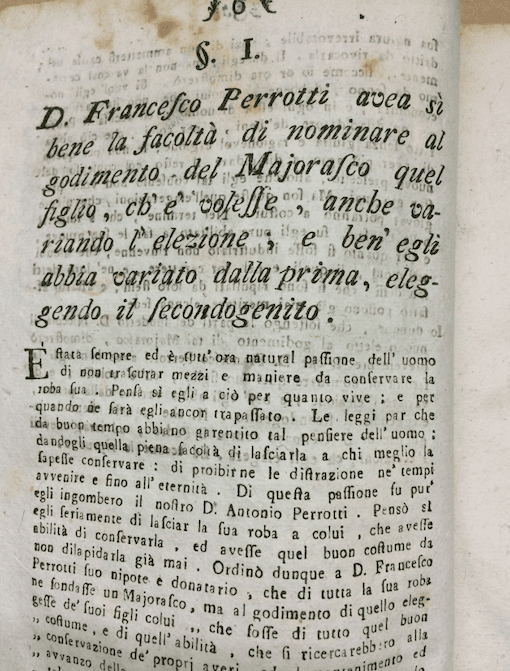 §. I.
D. Franceſco Perrotti avea sì
bene la facoltà di nominare al
godimento del Majoraſco quel
figlio, ch' e' voleſſe, anche va-
riando l' elezione; e ben' egli
abbia variato dalla prima, eleg-
gendo il ſecondogenito.
E ſtata ſempre ed è tutt' ora natural paſſione dell' uomo
di non traſcurar mezzi e maniere da conſervare la
roba ſua. Penſa sì egli a ciò per quanto vive; e per
quando ne ſarà egli ancor trapaſſato. Le leggi par che
da buon tempo abbiano garentito tal penſiere dell' uomo;
dandogli quella piena facoltà di laſciarla a chi meglio la
ſapeſſe conſervare: di proibirne le diſtrazione ne' tempi
avvenire e fino all' eternità. Di queſta paſſione fu pur'
egli ingombero il noſtro D. Antonio Perrotti. Pensò sì
egli ſeriamente di laſciar la ſua roba a colui, che aveſſe
abilità di conſervarla, ed aveſſe quel buon coſtume da
non dilapidarla già mai. Ordinò dunque a D. Franceſco
Perrotti ſuo nipote e donatario, che di tutta la ſua roba
ne fondaſſe un Majoraſco, ma al godimento di quello eleg-
geſſe de' ſuoi figli colui „ che foſſe di tutto quel buon
„ coſtume, e di quell' abilità, che ſi ricercarebbero alla
„ conſervazione de' propri averi
„ avvanzo